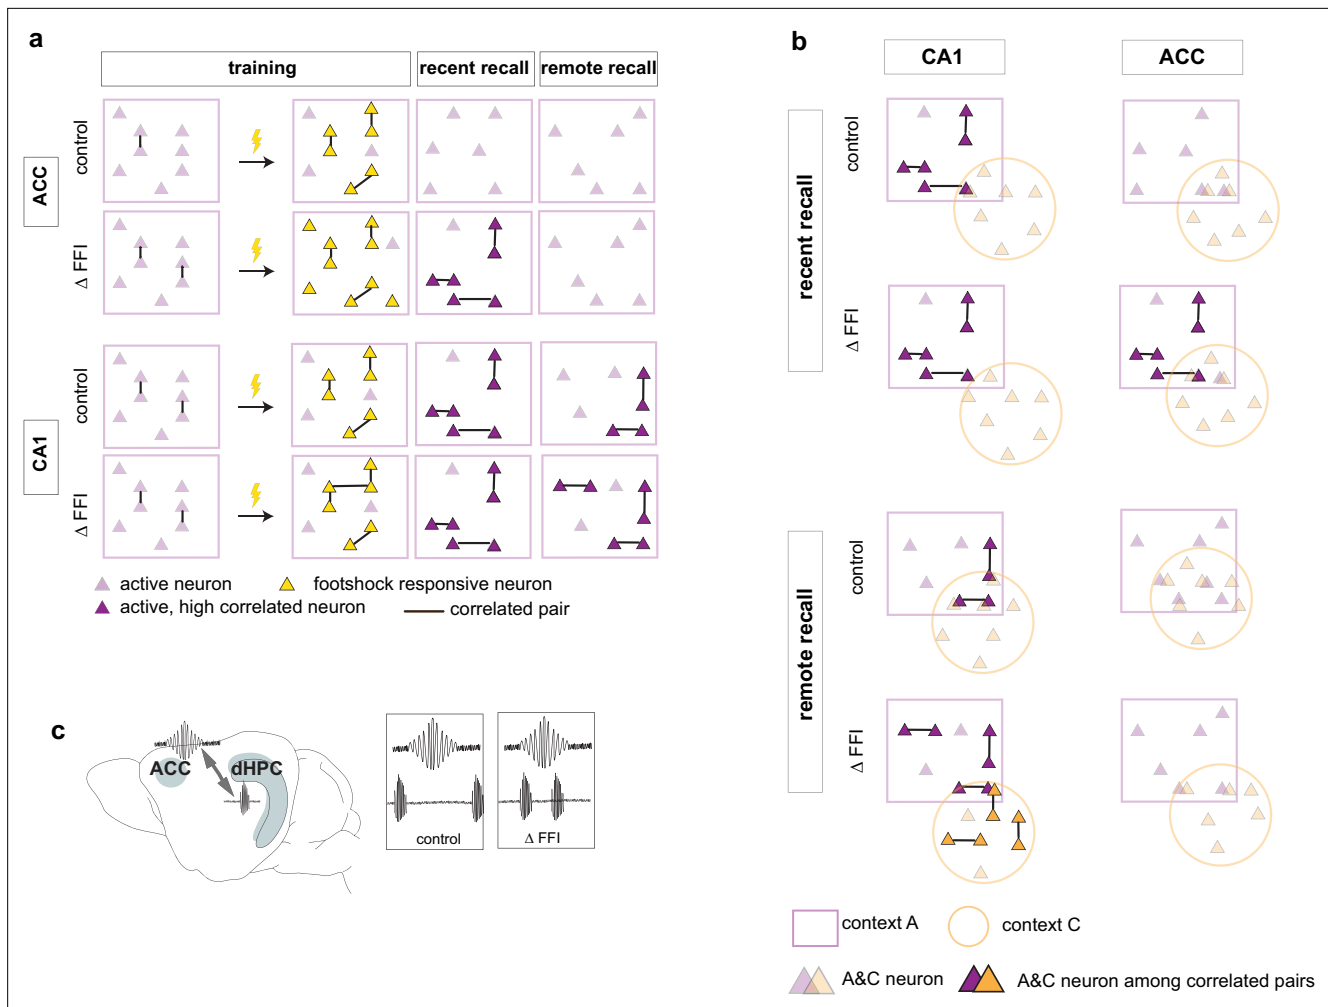 a
training
recent recall
remote recall
ACC
control
Δ FFI
CA1
control
Δ FFI
active neuron
footshock responsive neuron
active, high correlated neuron
correlated pair
b
CA1
ACC
recent recall
control
Δ FFI
remote recall
control
Δ FFI
context A
context C
A&C neuron
A&C neuron among correlated pairs
c
ACC
dHPC
control
Δ FFI